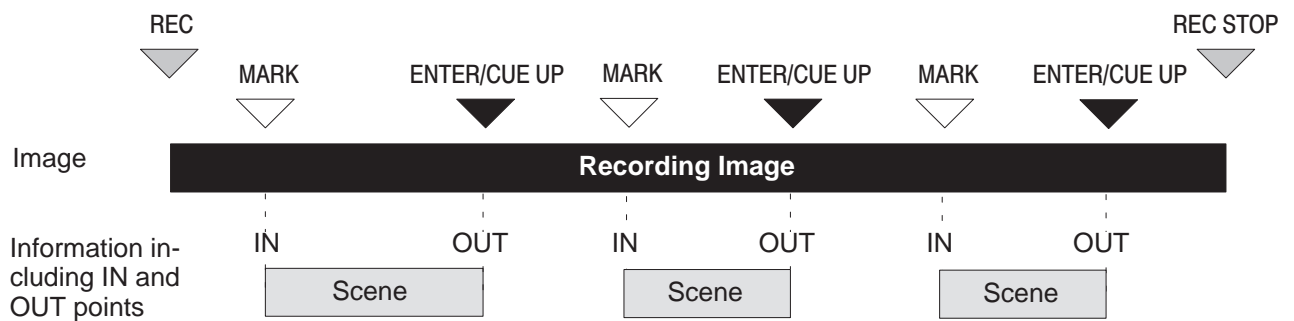 REC
REC STOP
MARK
ENTER/CUE UP
MARK
ENTER/CUE UP
MARK
ENTER/CUE UP
Image
Recording Image
Information in-
cluding IN and
OUT points
IN
OUT
IN
OUT
IN
OUT
Scene
Scene
Scene